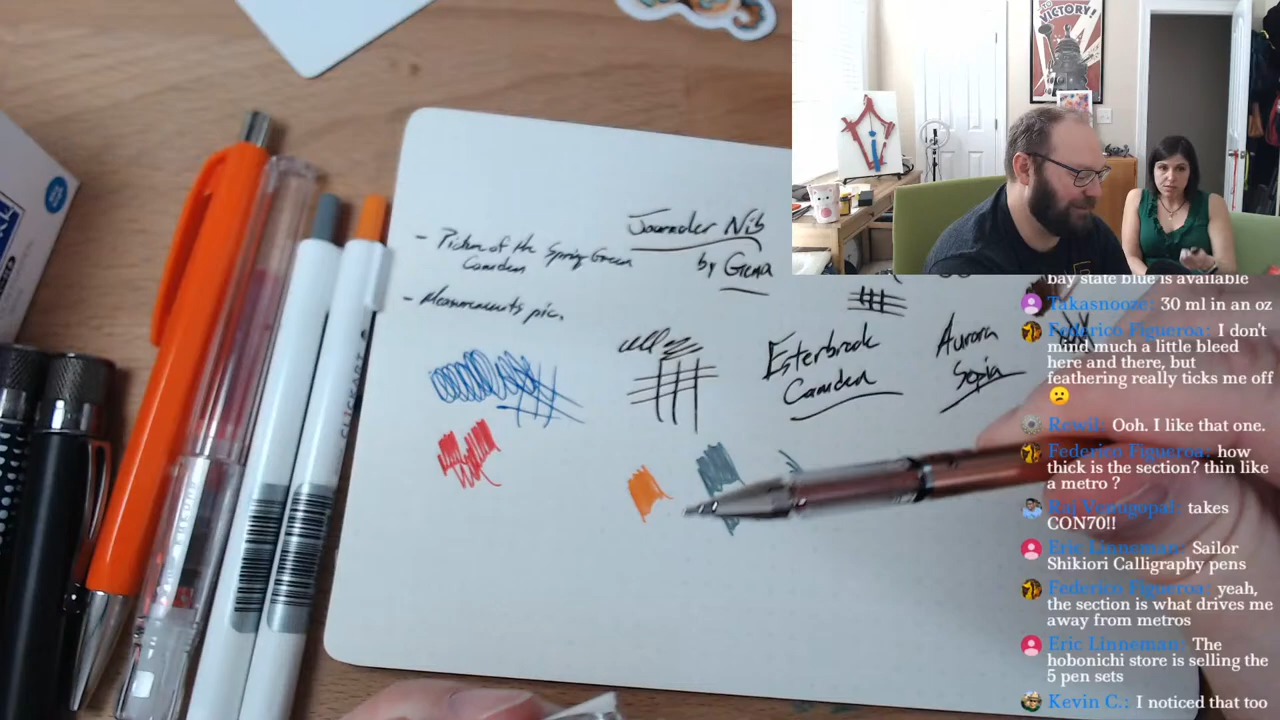 TO VICTORY!
Journaler Nib
by Gena
- Picture of the Spring Green
Camden
- Measurements pic.
Esterbrook
Camden
Aurora
Sepia
CLICKART
bay state blue is available
Takasnooze: 30 ml in an oz
Federico Figueroa: I don't
mind much a little bleed
here and there, but
feathering really ticks me off
Rewil: Ooh. I like that one.
Federico Figueroa: how
thick is the section? thin like
a metro ?
Raj Venugopal: takes
CON70!!
Eric Linneman: Sailor
Shikiori Calligraphy pens
Federico Figueroa: yeah,
the section is what drives me
away from metros
Eric Linneman: The
hobonichi store is selling the
5 pen sets
Kevin C.: I noticed that too